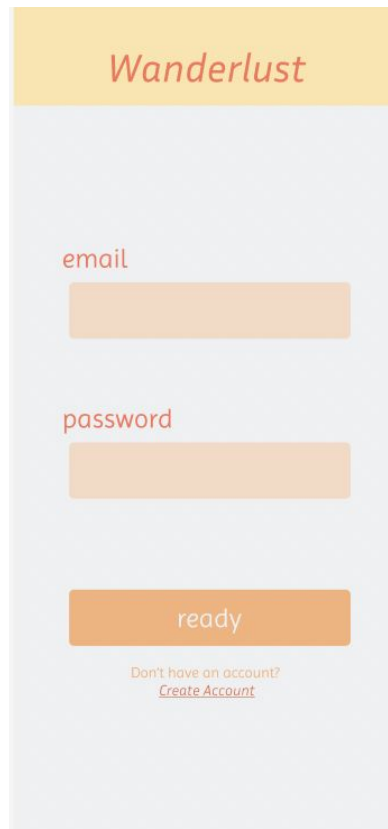 Wanderlust
email
password
ready
Don't have an account?
Create Account